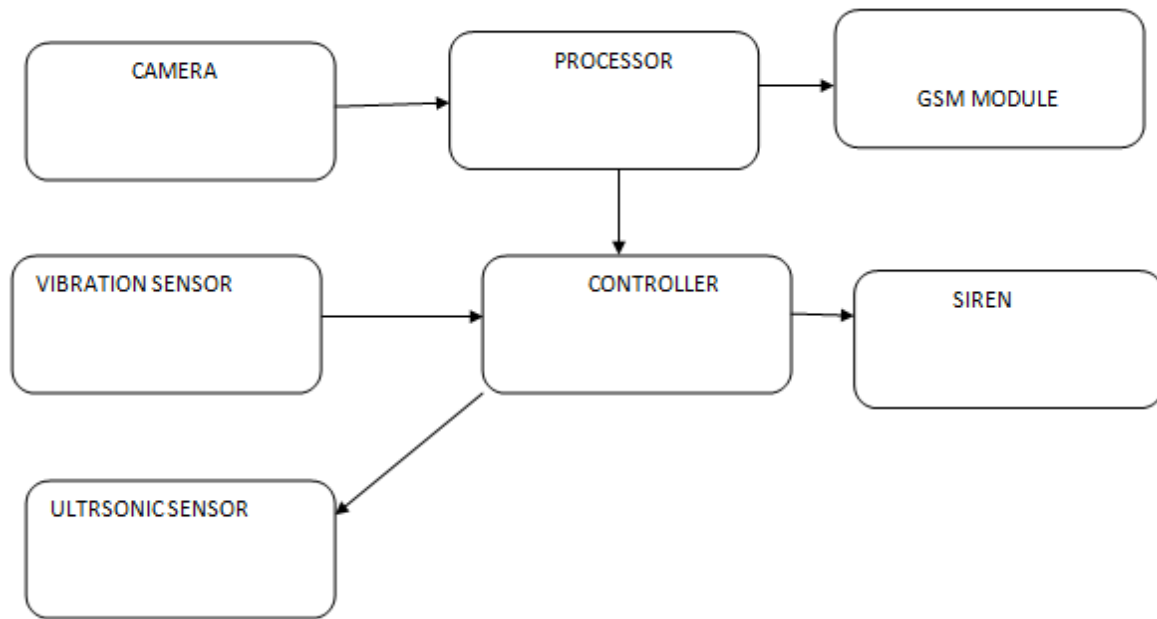 CAMERA
PROCESSOR
GSM MODULE
VIBRATION SENSOR
CONTROLLER
SIREN
ULTRSONIC SENSOR